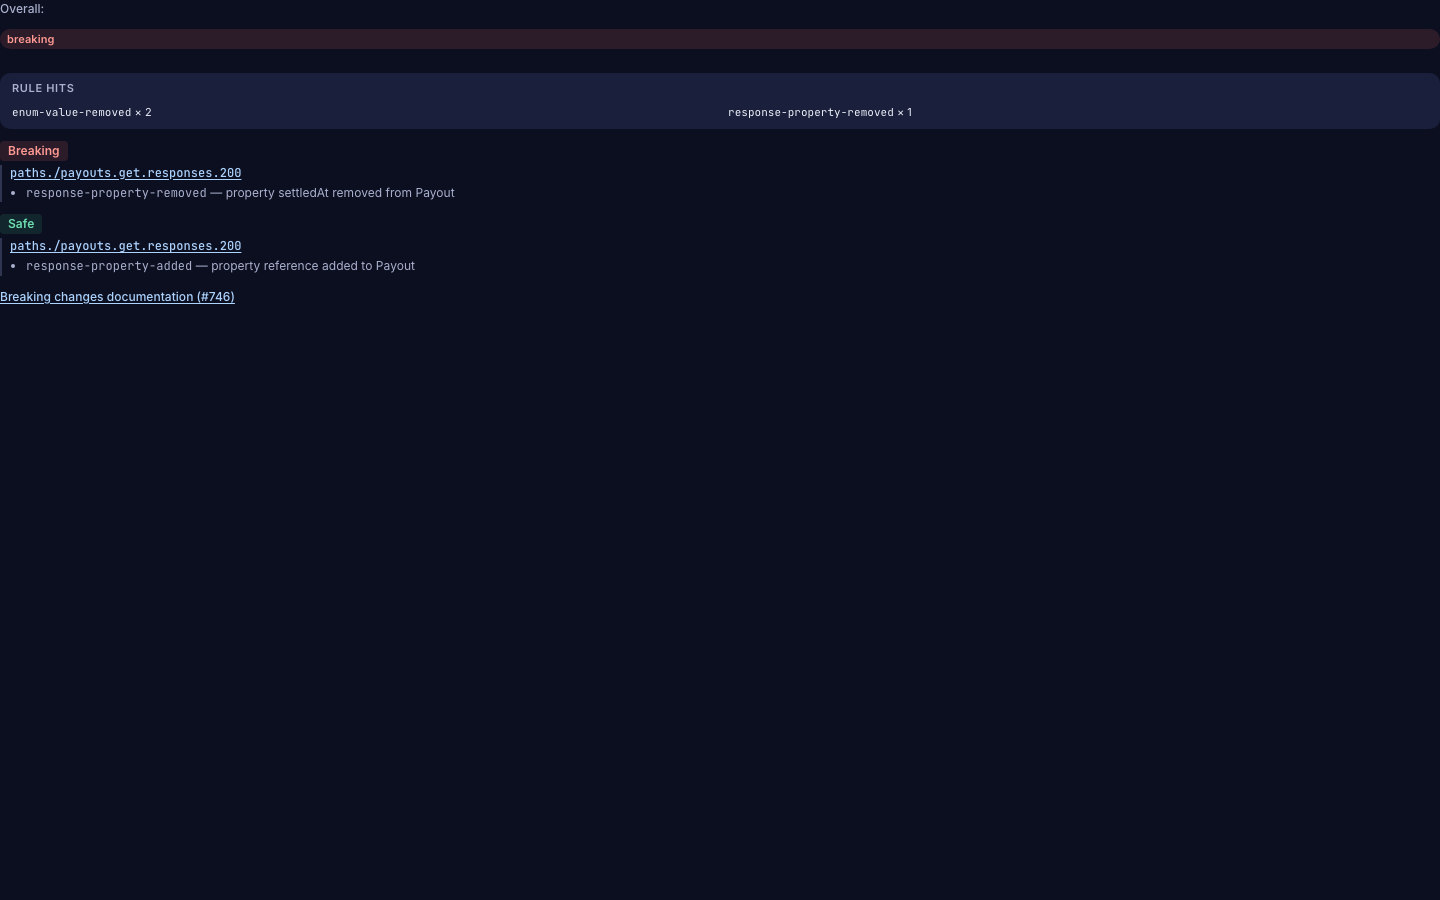 Overall:
breaking
RULE HITS
enum-value-removed × 2
response-property-removed × 1
Breaking
paths./payouts.get.responses.200
• response-property-removed — property settledAt removed from Payout
Safe
paths./payouts.get.responses.200
• response-property-added — property reference added to Payout
Breaking changes documentation (#746)